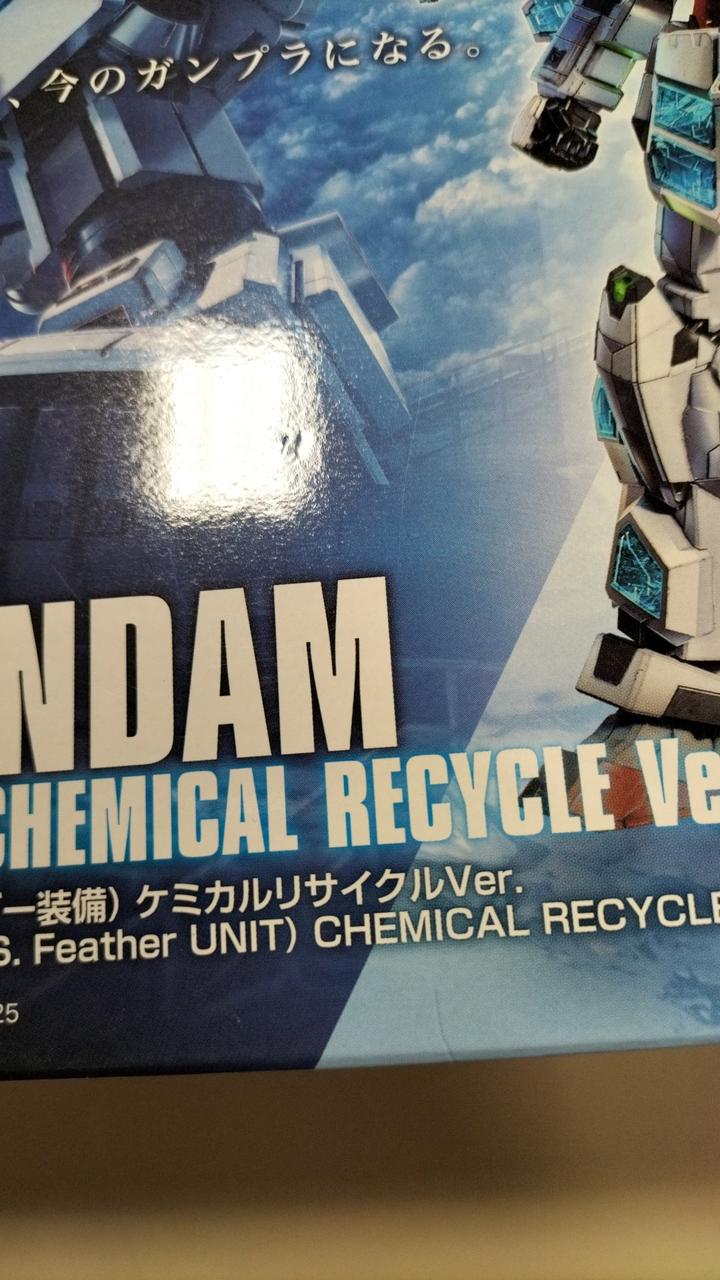 、今のガンプラになる。
NDAM
CHEMICAL RECYCLE Ve
ー装備）ケミカルリサイクルVer.
S. Feather UNIT) CHEMICAL RECYCLE
25